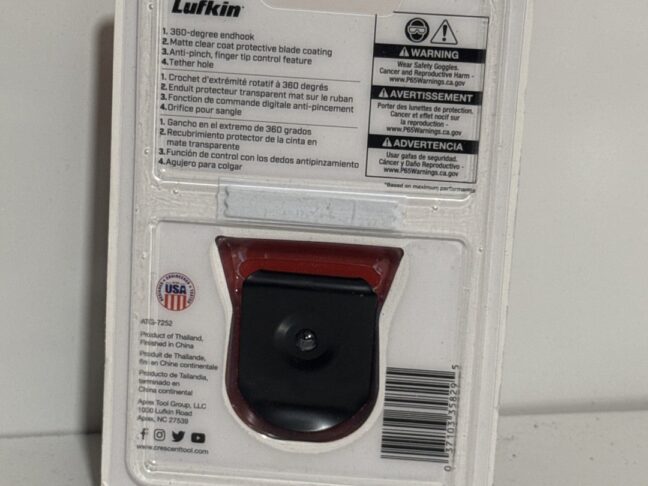 Lufkin
1. 360-degree endhook
2. Matte clear coat protective blade coating
3. Anti-pinch, finger tip control feature
4. Tether hole
1. Crochet d'extrémité rotatif à 360 degrés
2. Enduit protecteur transparent mat sur le ruban
3. Fonction de commande digitale anti-pincement
4. Orifice pour sangle
1. Gancho en el extremo de 360 grados
2. Recubrimiento protector de la cinta en
mate transparente
3. Función de control con los dedos antipinzamiento
4. Agujero para colgar
WARNING
Wear Safety Goggles.
Cancer and Reproductive Harm -
www.P65Warnings.ca.gov
AVERTISSEMENT
Porter des lunettes de protection.
Cancer et effet nocif sur
la reproduction -
www.P65Warnings.ca.gov
ADVERTENCIA
Usar gafas de seguridad.
Cáncer y Daño Reproductivo -
www.P65Warnings.ca.gov
*Based on maximum performance
USA
ATG-7252
Product of Thailand,
Finished in China
Produit de Thaïlande,
fini en Chine continentale
Producto de Tailandia,
terminado en
China continental
Apex Tool Group, LLC
1000 Lufkin Road
Apex, NC 27539
www.crescenttool.com
0 37103 35829 5